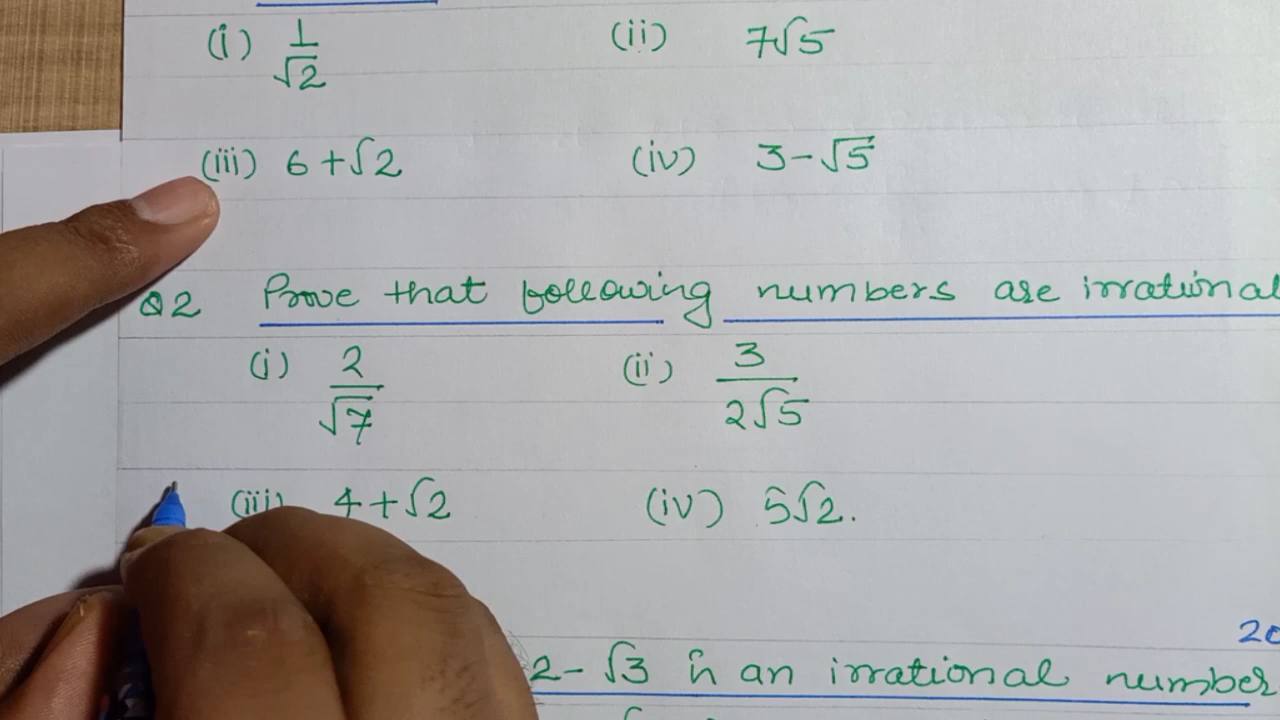 (i) 1/√2 (ii) 7√5
(iii) 6+√2 (iv) 3-√5
Q2 Prove that following numbers are irrational
(i) 2/√7 (ii) 3/2√5
(iii) 4+√2 (iv) 5√2.
20
2-√3 is an irrational number